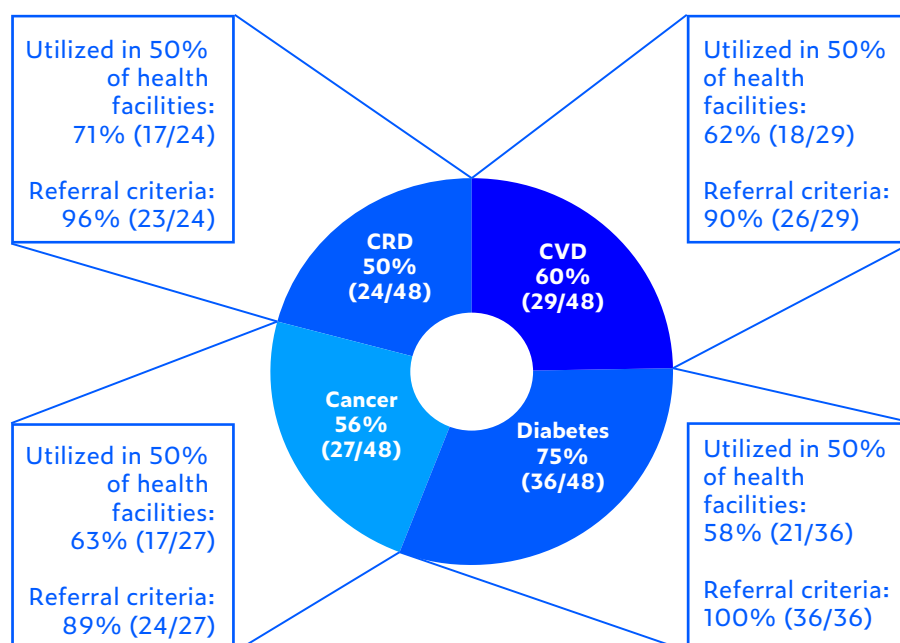 Utilized in 50%
of health
facilities:
71% (17/24)
Referral criteria:
96% (23/24)
Utilized in 50%
of health
facilities:
62% (18/29)
Referral criteria:
90% (26/29)
CRD
50%
(24/48)
CVD
60%
(29/48)
Cancer
56%
(27/48)
Diabetes
75%
(36/48)
Utilized in 50%
of health
facilities:
63% (17/27)
Referral criteria:
89% (24/27)
Utilized in 50%
of health
facilities:
58% (21/36)
Referral criteria:
100% (36/36)